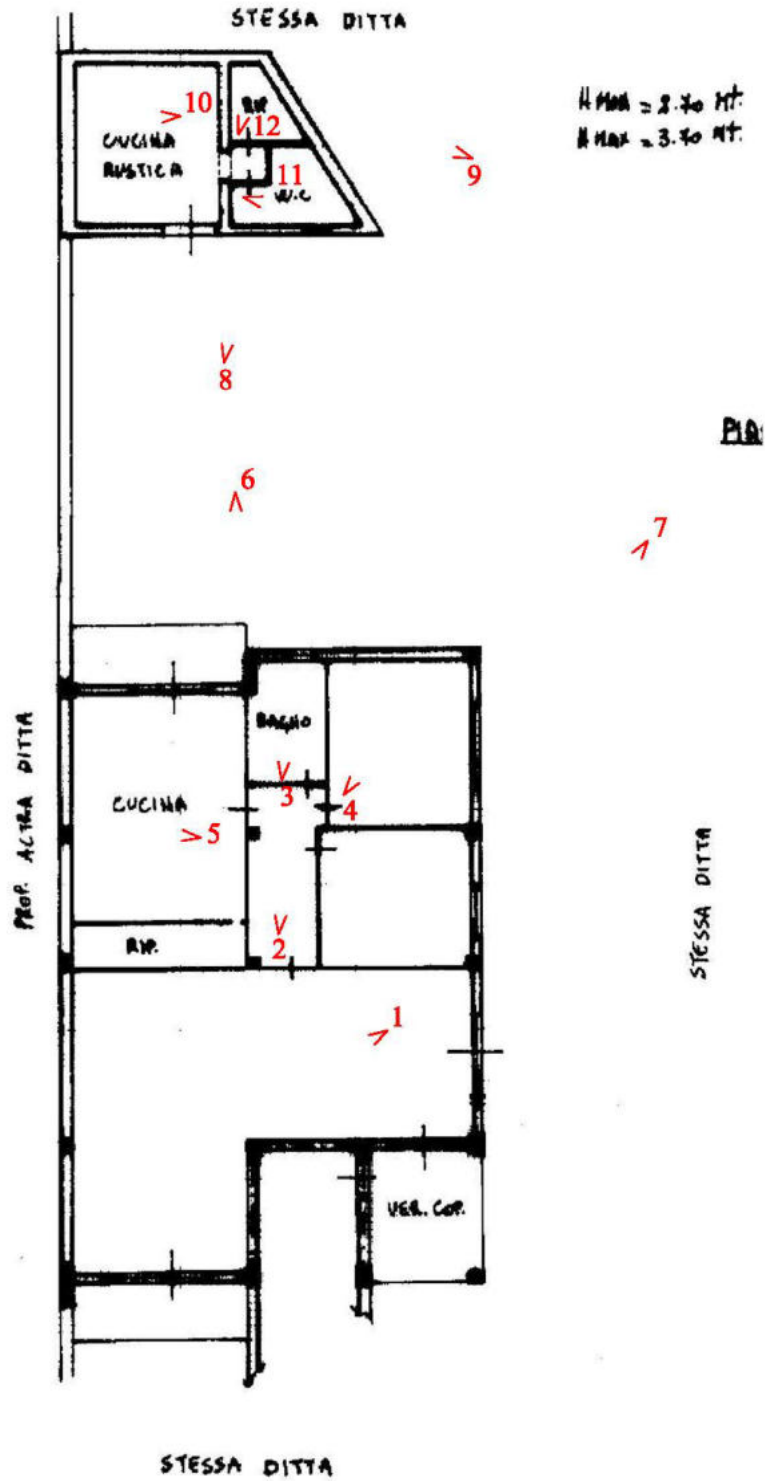 STESSA DITTA
10
RIP.
12
CUCINA
RUSTICA
11
W.C
H MAX = 3.70 MT.
9
8
6
7
PROP. ALTRA DITTA
BAGNO
3
4
CUCINA
5
RIP.
2
1
STESSA DITTA
VER. COP.
STESSA DITTA